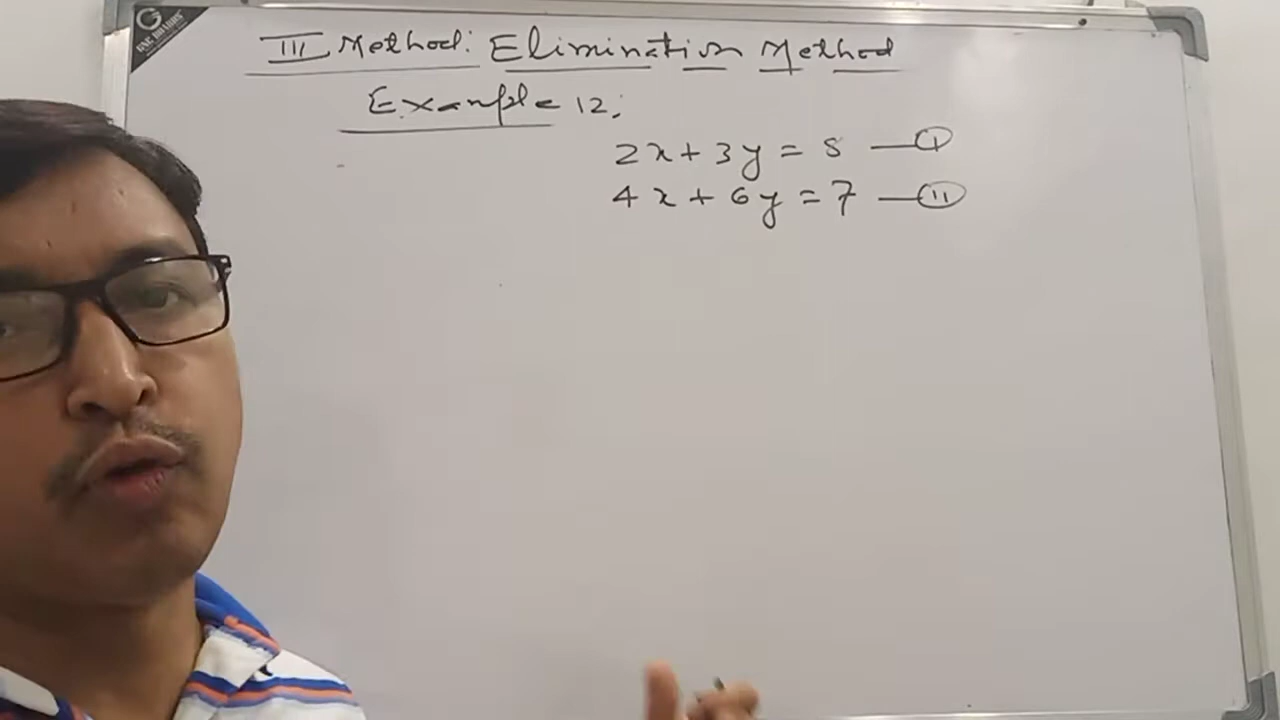 III Method: Elimination Method
Example 12:
2x + 3y = 8 — (I)
4x + 6y = 7 — (II)